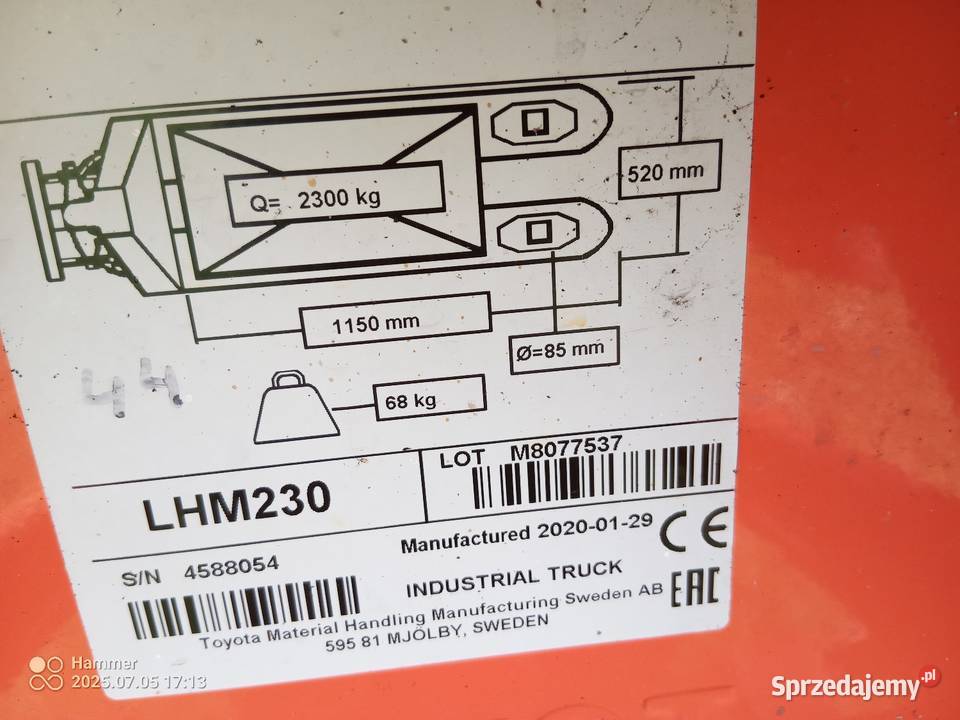 520 mm
Q= 2300 kg
1150 mm
Ø=85 mm
44
68 kg
LHM230
LOT M8077537
Manufactured 2020-01-29
CE
S/N 4588054
INDUSTRIAL TRUCK
EAC
Toyota Material Handling Manufacturing Sweden AB
595 81 MJÖLBY, SWEDEN
Hammer
2025.07.05 17:13
Sprzedajemy.pl